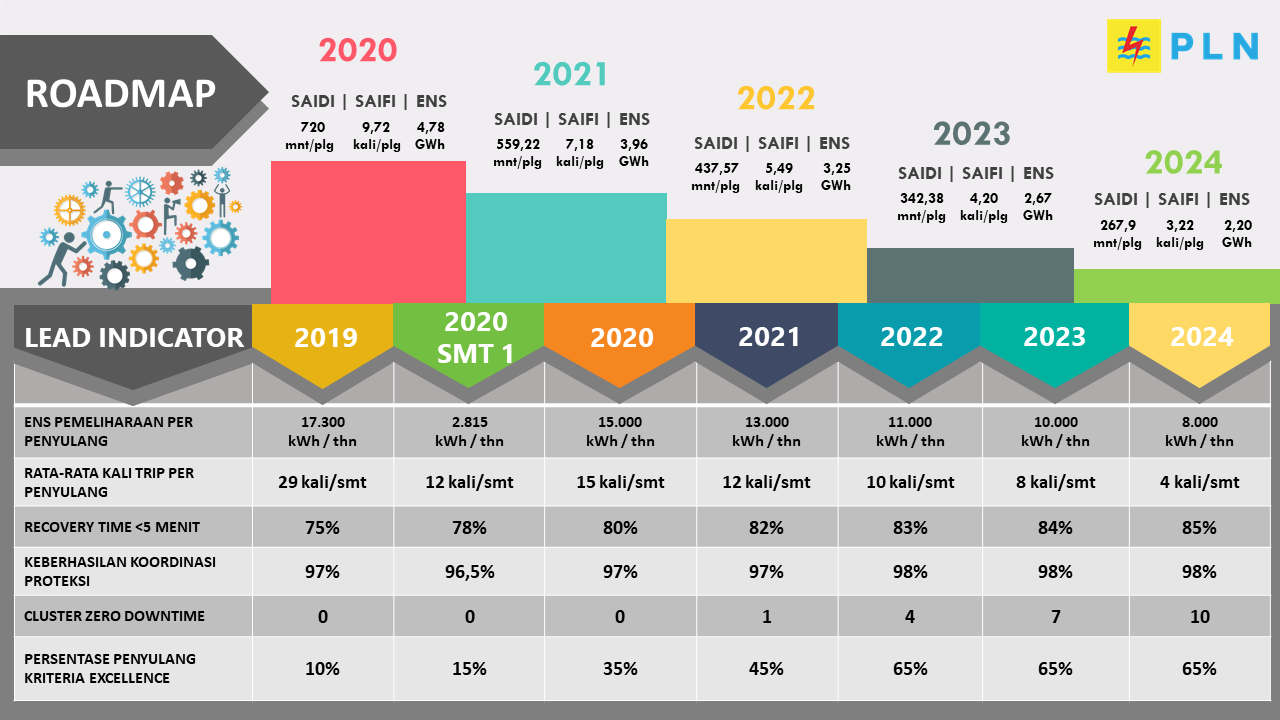 ROADMAP
2020
SAIDI | SAIFI | ENS
720 9,72 4,78
mnt/plg kali/plg GWh
2021
SAIDI | SAIFI | ENS
559,22 7,18 3,96
mnt/plg kali/plg GWh
2022
SAIDI | SAIFI | ENS
437,57 5,49 3,25
mnt/plg kali/plg GWh
2023
SAIDI | SAIFI | ENS
342,38 4,20 2,67
mnt/plg kali/plg GWh
2024
SAIDI | SAIFI | ENS
267,9 3,22 2,20
mnt/plg kali/plg GWh
PLN
LEAD INDICATOR
2019
2020
SMT 1
2020
2021
2022
2023
2024
ENS PEMELIHARAAN PER
PENYULANG
17.300 2.815 15.000 13.000 11.000 10.000 8.000
kWh / thn kWh / thn kWh / thn kWh / thn kWh / thn kWh / thn kWh / thn
RATA-RATA KALI TRIP PER
PENYULANG
29 kali/smt 12 kali/smt 15 kali/smt 12 kali/smt 10 kali/smt 8 kali/smt 4 kali/smt
RECOVERY TIME <5 MENIT 75% 78% 80% 82% 83% 84% 85%
KEBERHASILAN KOORDINASI
PROTEKSI
97% 96,5% 97% 97% 98% 98% 98%
CLUSTER ZERO DOWNTIME 0 0 0 1 4 7 10
PERSENTASE PENYULANG
KRITERIA EXCELLENCE
10% 15% 35% 45% 65% 65% 65%